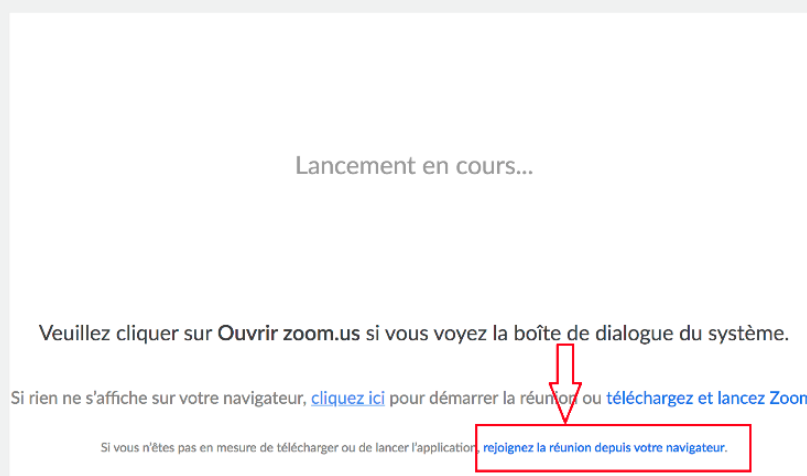 Lancement en cours...
Veuillez cliquer sur Ouvrir zoom.us si vous voyez la boîte de dialogue du système.
Si rien ne s’affiche sur votre navigateur, cliquez ici pour démarrer la réunion ou téléchargez et lancez Zoom
Si vous n’êtes pas en mesure de télécharger ou de lancer l’application, rejoignez la réunion depuis votre navigateur.